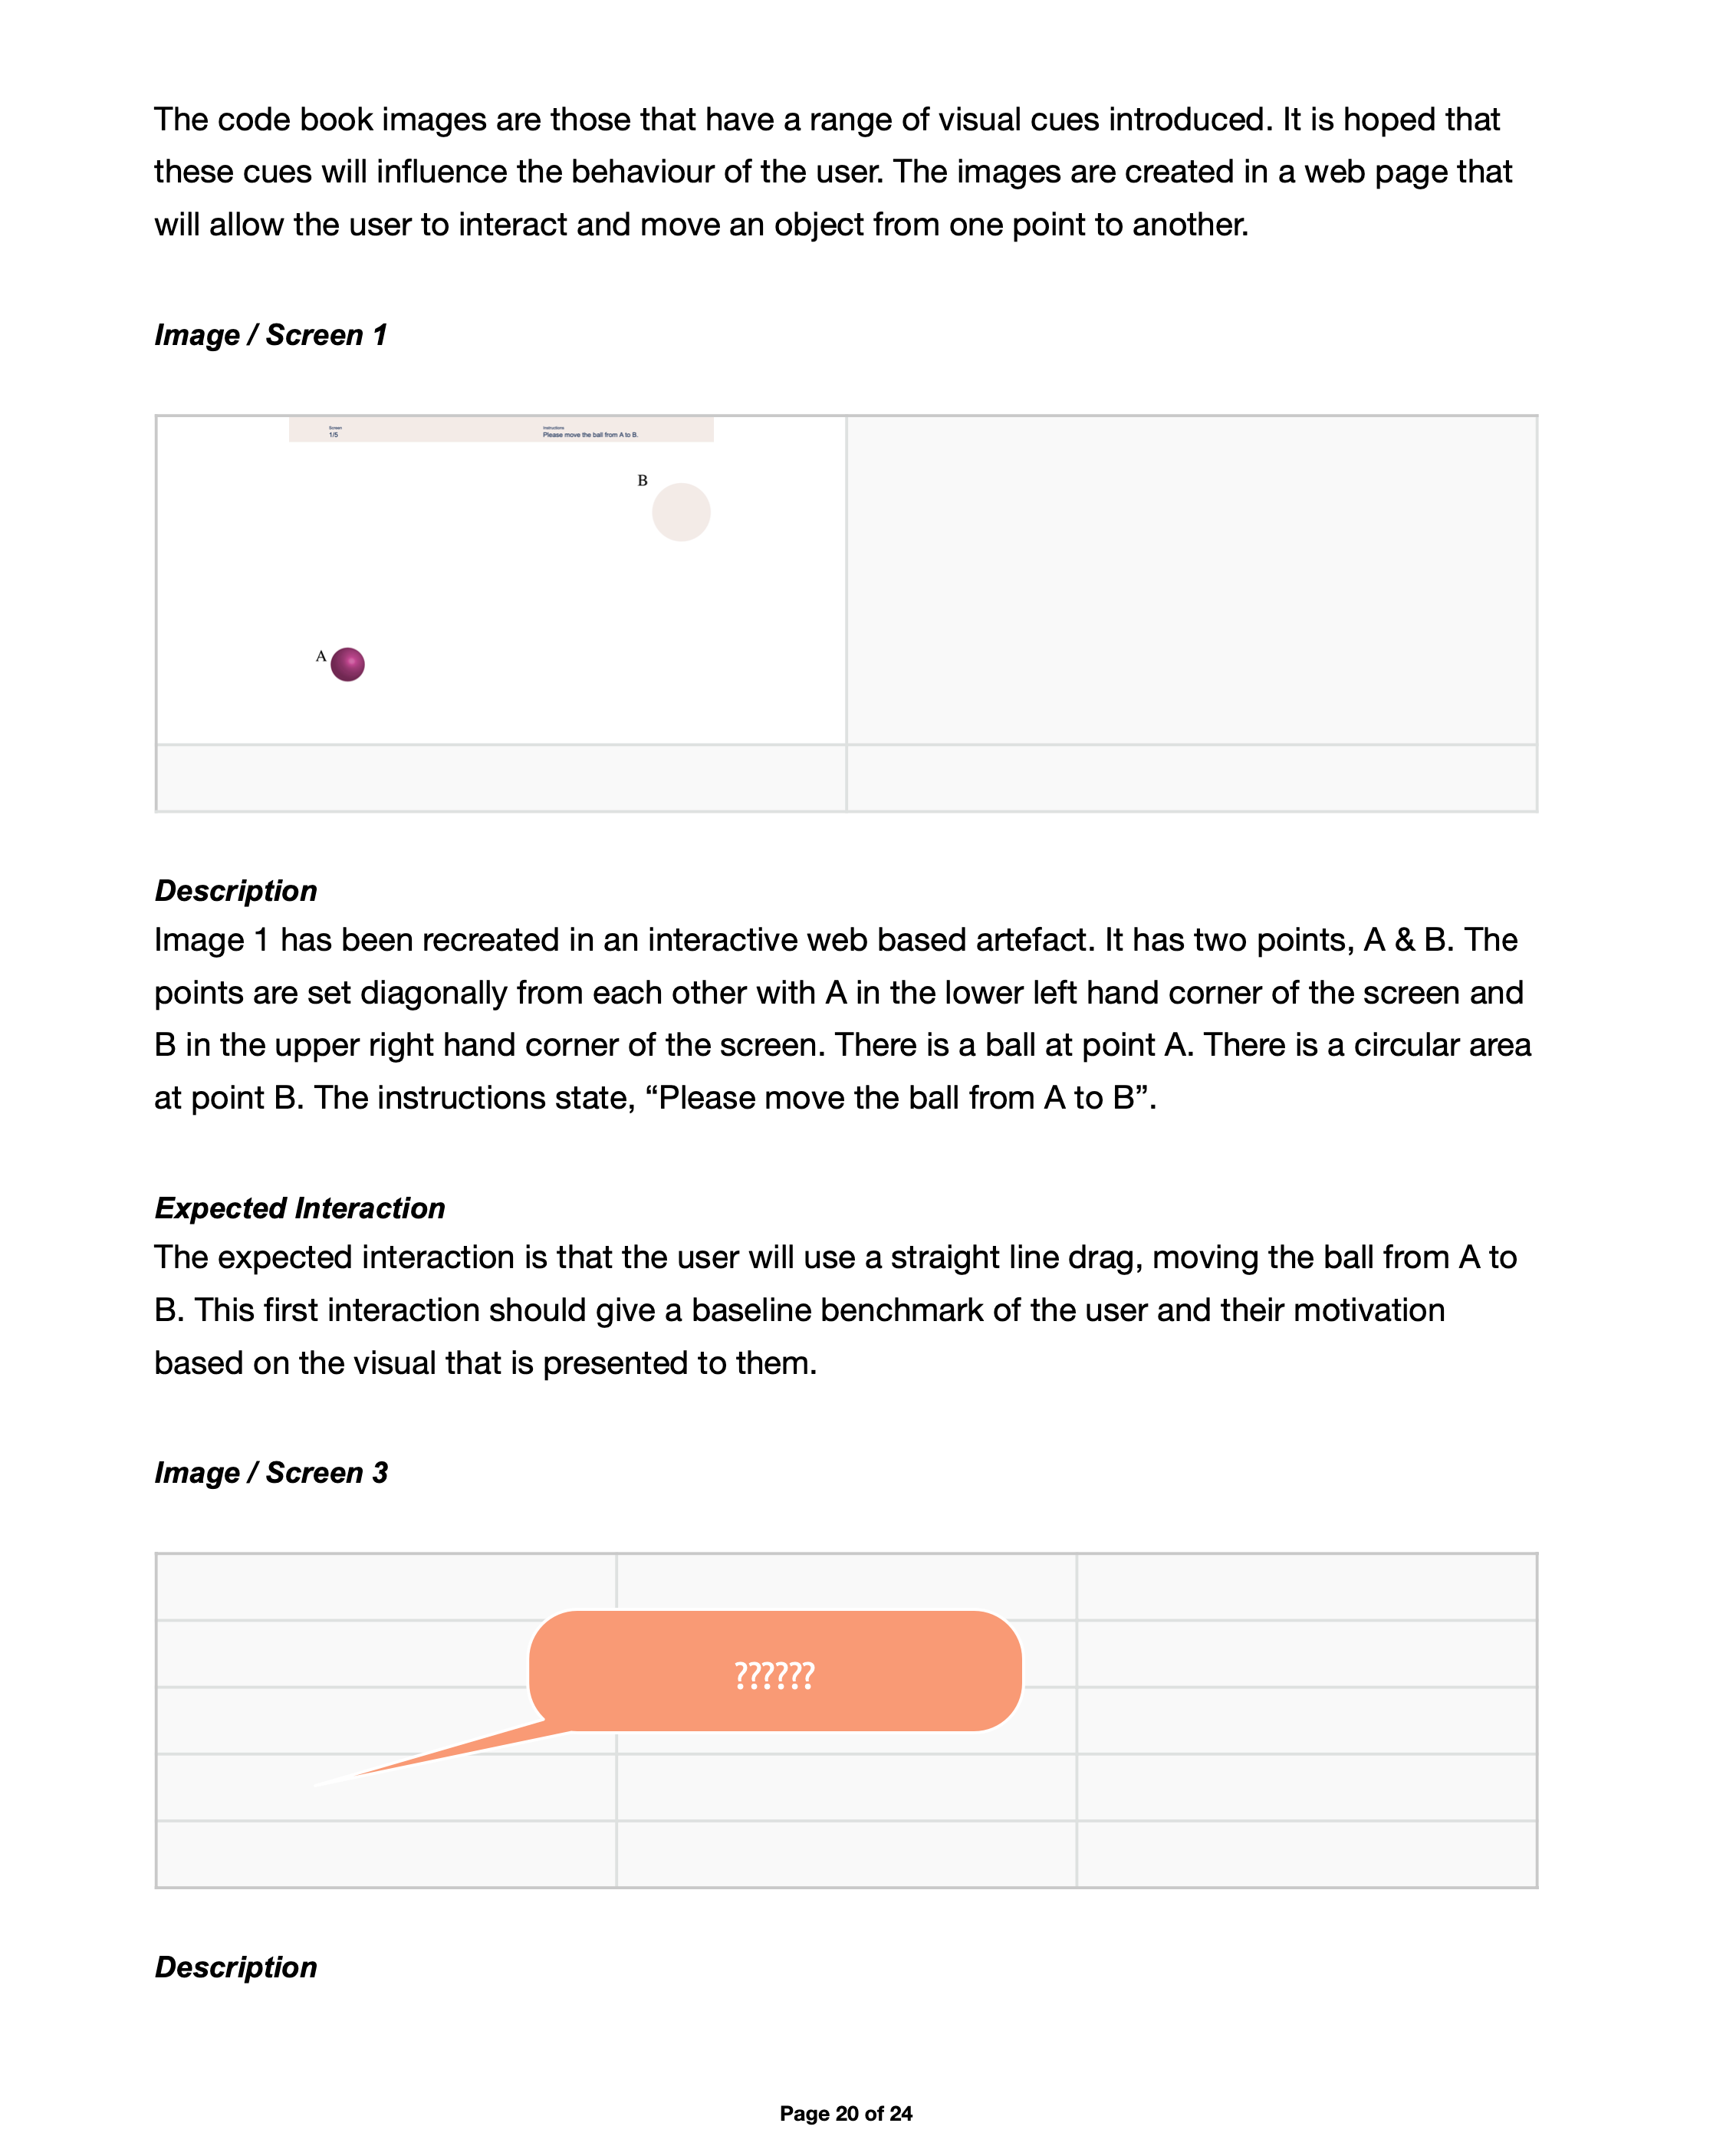 The code book images are those that have a range of visual cues introduced. It is hoped that
these cues will influence the behaviour of the user. The images are created in a web page that
will allow the user to interact and move an object from one point to another.
Image / Screen 1
Screen
1/5
Instructions
Please move the ball from A to B.
B
A
Description
Image 1 has been recreated in an interactive web based artefact. It has two points, A & B. The
points are set diagonally from each other with A in the lower left hand corner of the screen and
B in the upper right hand corner of the screen. There is a ball at point A. There is a circular area
at point B. The instructions state, “Please move the ball from A to B”.
Expected Interaction
The expected interaction is that the user will use a straight line drag, moving the ball from A to
B. This first interaction should give a baseline benchmark of the user and their motivation
based on the visual that is presented to them.
Image / Screen 3
??????
Description
Page 20 of 24